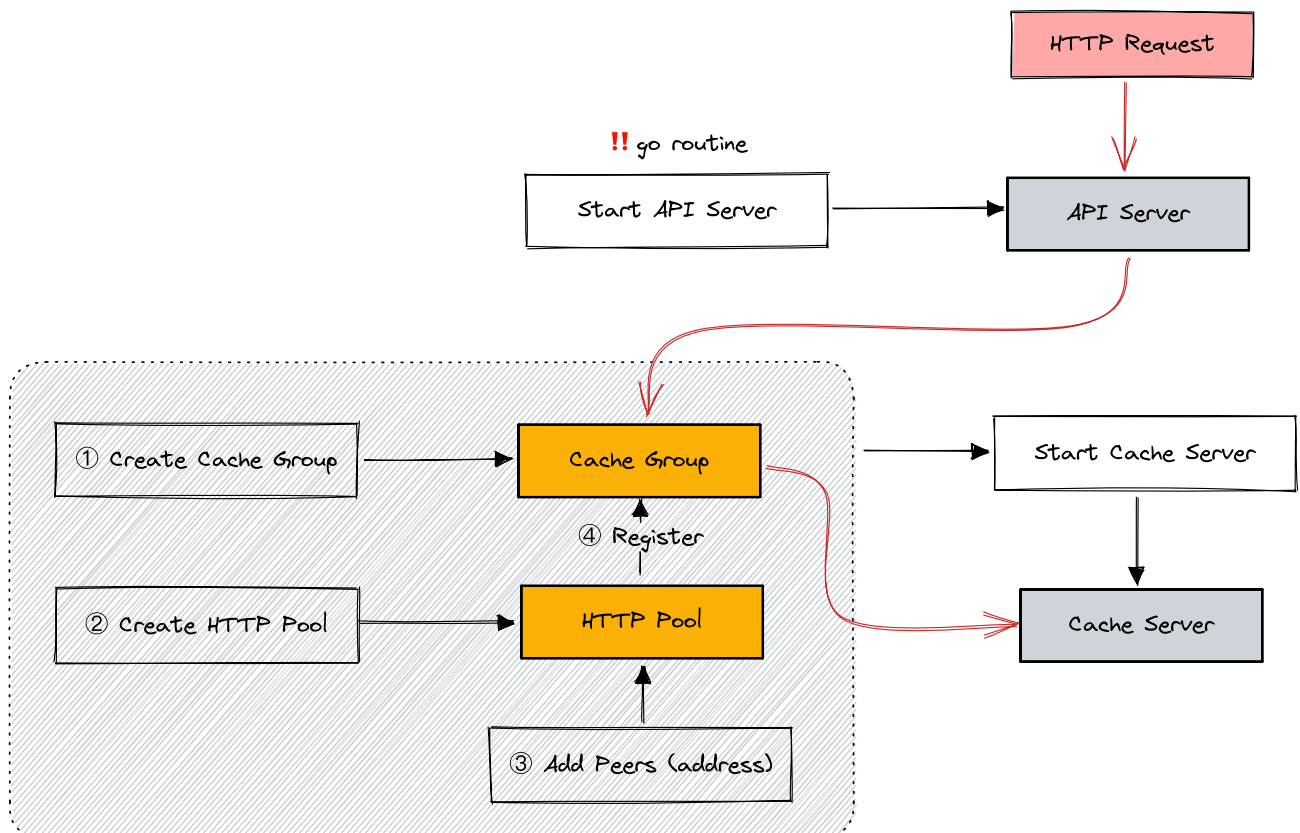 HTTP Request
!! go routine
Start API Server
API Server
① Create Cache Group
Cache Group
Start Cache Server
④ Register
② Create HTTP Pool
HTTP Pool
Cache Server
③ Add Peers (address)